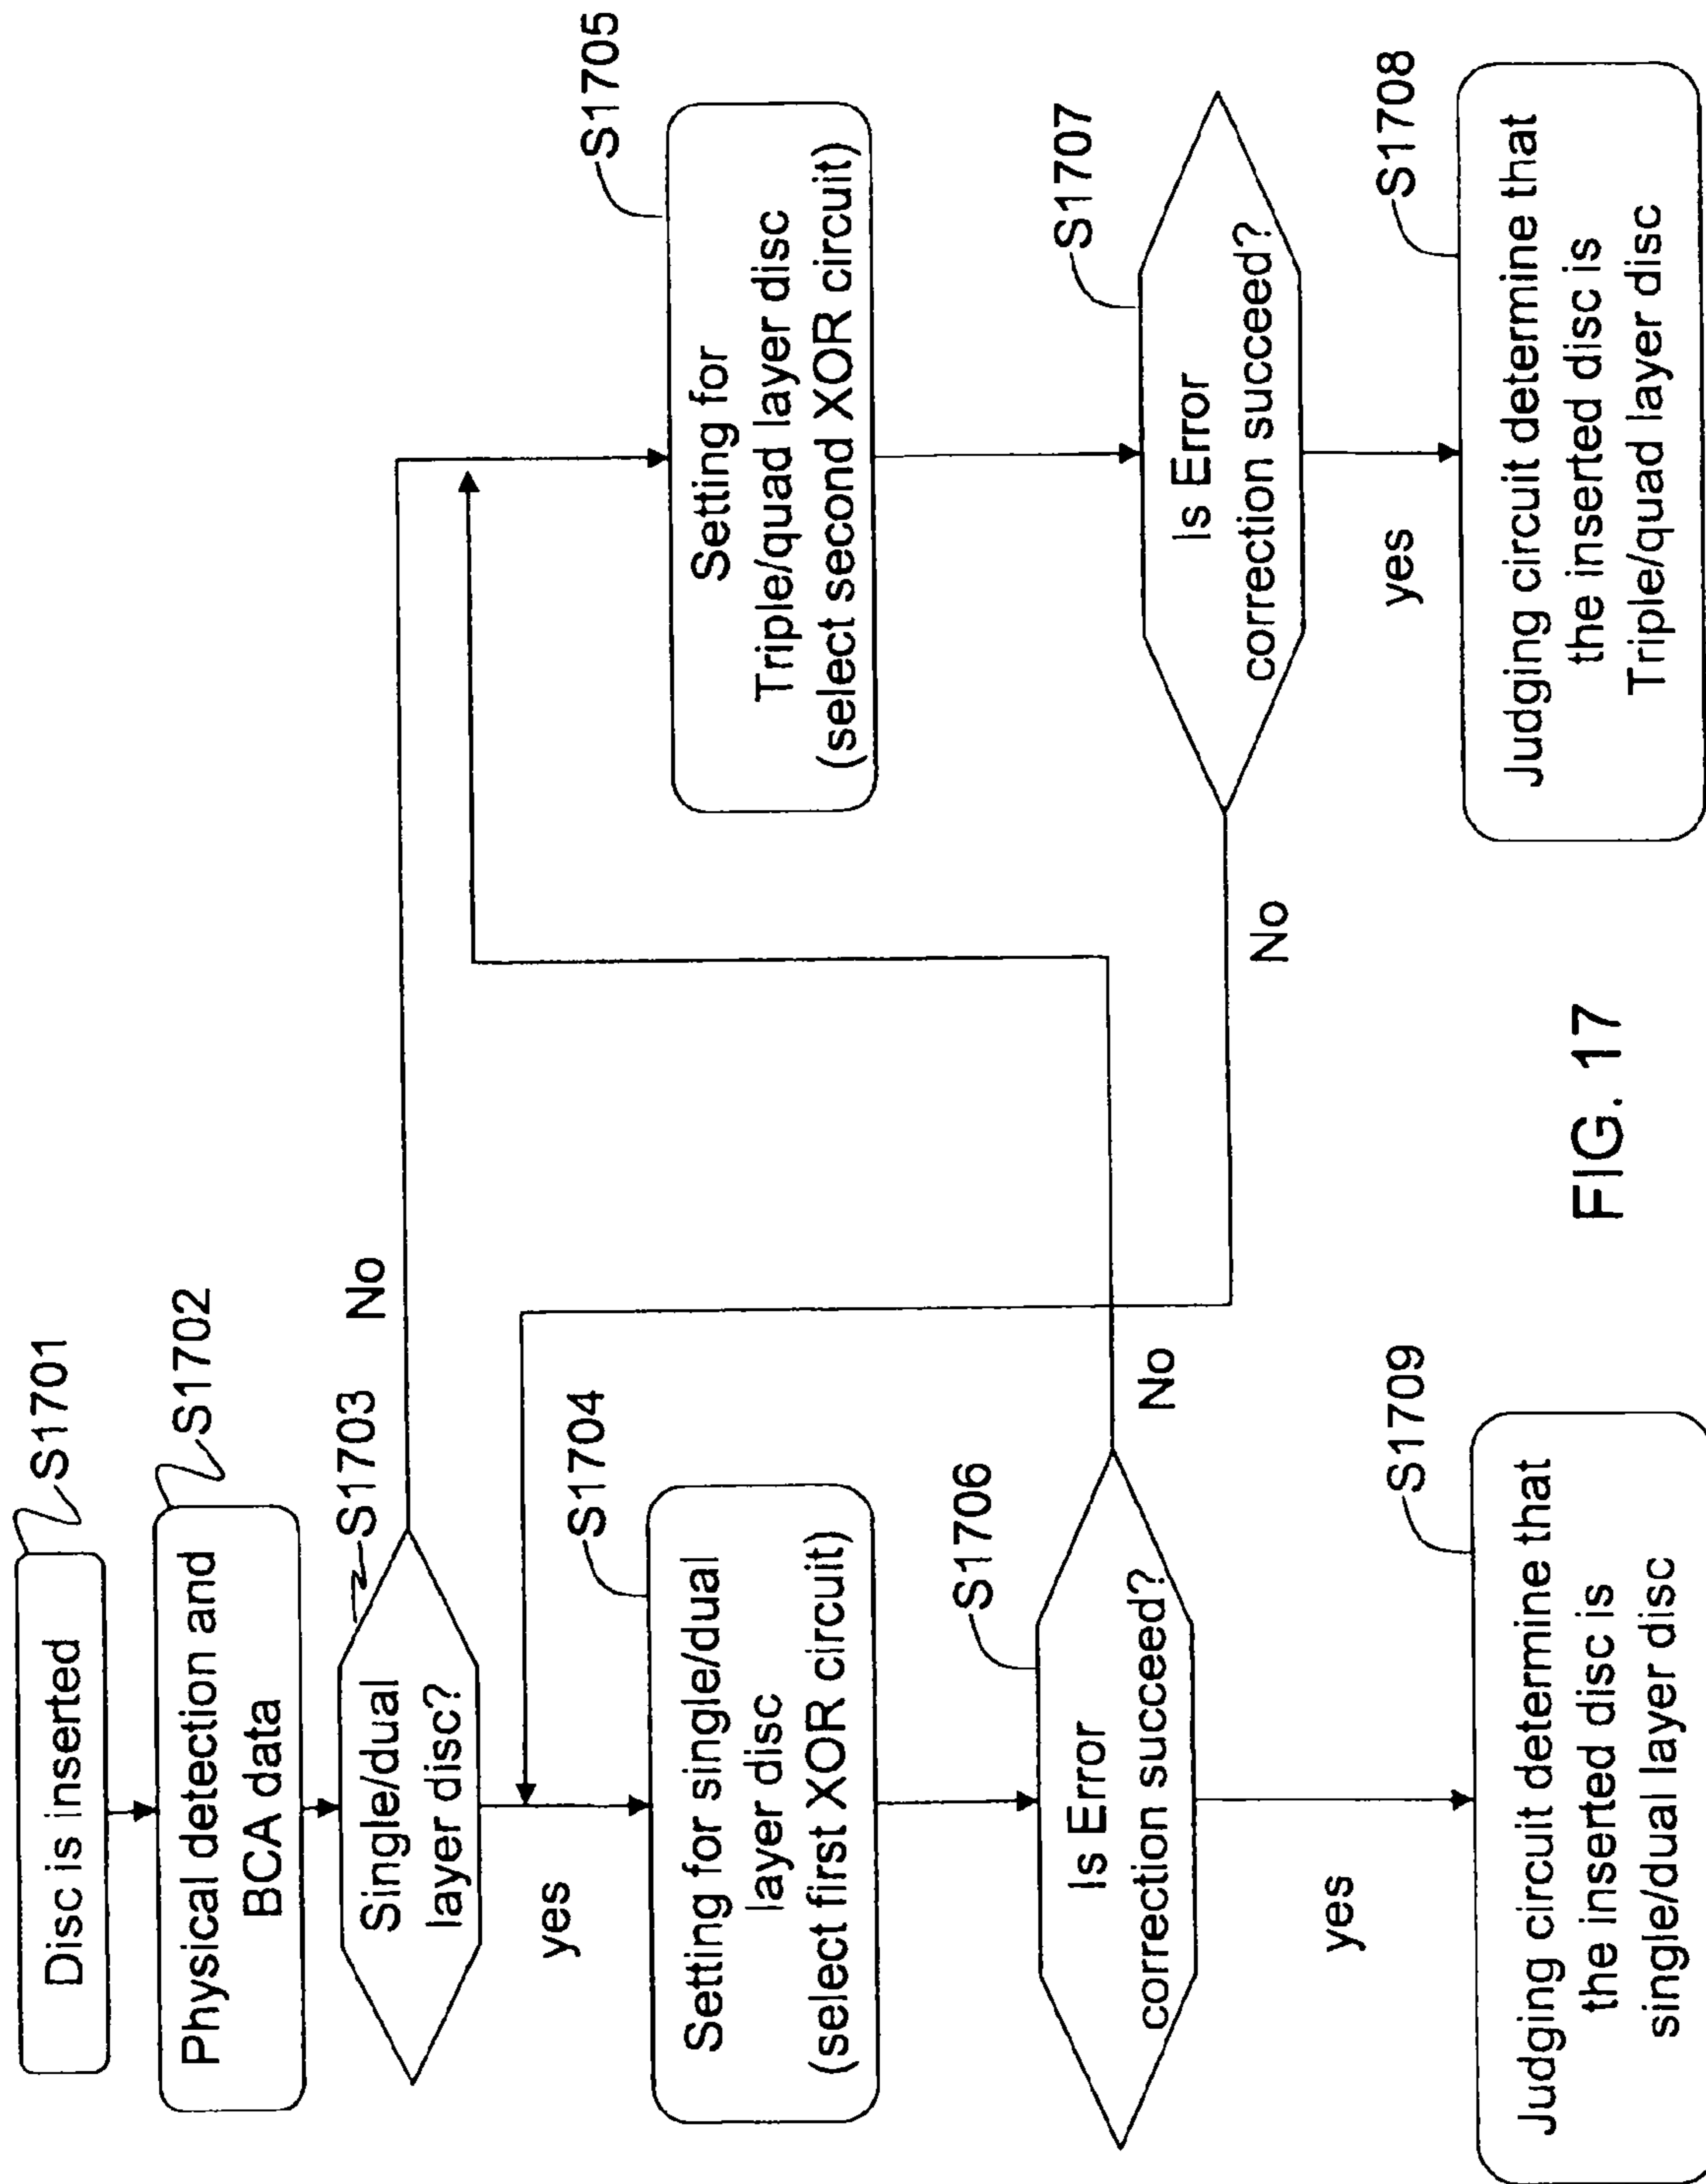 Disc is inserted
S1701
Physical detection and
BCA data
S1702
Single/dual
layer disc?
S1703
No
yes
Setting for single/dual
layer disc
(select first XOR circuit)
S1704
Setting for
Triple/quad layer disc
(select second XOR circuit)
S1705
Is Error
correction succeed?
S1706
No
yes
Is Error
correction succeed?
S1707
No
yes
Judging circuit determine that
the inserted disc is
single/dual layer disc
S1709
Judging circuit determine that
the inserted disc is
Triple/quad layer disc
S1708
FIG. 17